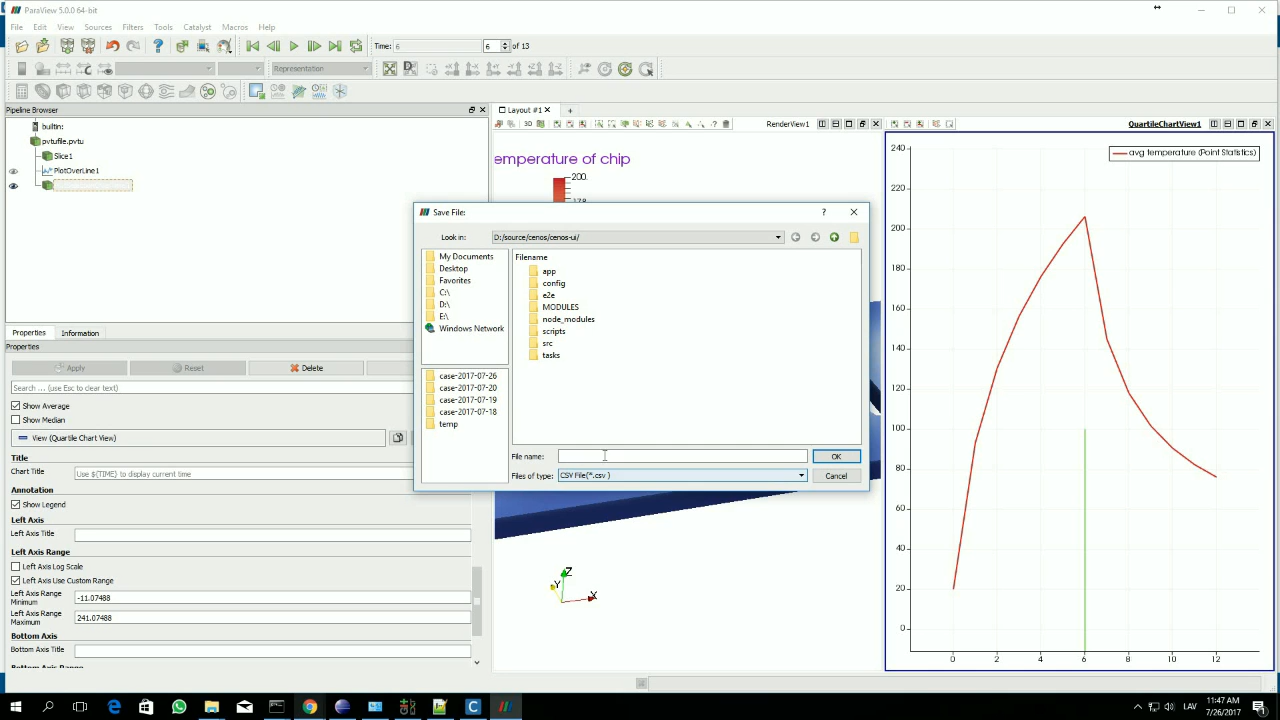 ParaView 5.0.0 64-bit
File Edit View Sources Filters Tools Catalyst Macros Help
Time: 6 6 of 13
Representation
Pipeline Browser
builtin:
pvtufile.pvtu
Slice1
PlotOverLine1
Layout #1
3D
RenderView1
QuartileChartView1
emperature of chip
200.
178
avg temperature (Point Statistics)
240
220
200
180
160
140
120
100
80
60
40
20
0
0 2 4 6 8 10 12
Z
Y
X
Save File:
Look in: D:/source/cenos/cenos-ui/
My Documents
Desktop
Favorites
C:\
D:\
E:\
Windows Network
case-2017-07-26
case-2017-07-20
case-2017-07-19
case-2017-07-18
temp
Filename
app
config
e2e
MODULES
node_modules
scripts
src
tasks
File name: OK
Files of type: CSV File(*.csv ) Cancel
Properties Information
Properties
Apply Reset Delete
Search ... (use Esc to clear text)
Show Average
Show Median
View (Quartile Chart View)
Title
Chart Title Use ${TIME} to display current time
Annotation
Show Legend
Left Axis
Left Axis Title
Left Axis Range
Left Axis Log Scale
Left Axis Use Custom Range
Left Axis Range Minimum -11.07488
Left Axis Range Maximum 241.07488
Bottom Axis
Bottom Axis Title
Bottom Axis Range
LAV
11:47 AM
7/26/2017